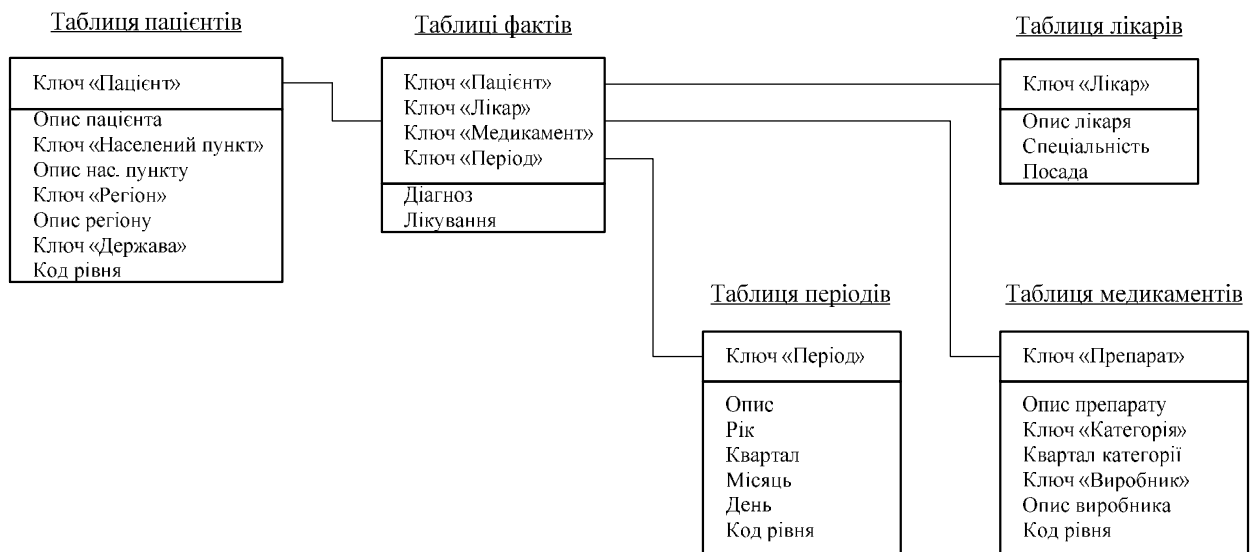 Таблиця пацієнтів
Ключ «Пацієнт»
Опис пацієнта
Ключ «Населений пункт»
Опис нас. пункту
Ключ «Регіон»
Опис регіону
Ключ «Держава»
Код рівня
Таблиці фактів
Ключ «Пацієнт»
Ключ «Лікар»
Ключ «Медикамент»
Ключ «Період»
Діагноз
Лікування
Таблиця лікарів
Ключ «Лікар»
Опис лікаря
Спеціальність
Посада
Таблиця періодів
Ключ «Період»
Опис
Рік
Квартал
Місяць
День
Код рівня
Таблиця медикаментів
Ключ «Препарат»
Опис препарату
Ключ «Категорія»
Квартал категорії
Ключ «Виробник»
Опис виробника
Код рівня